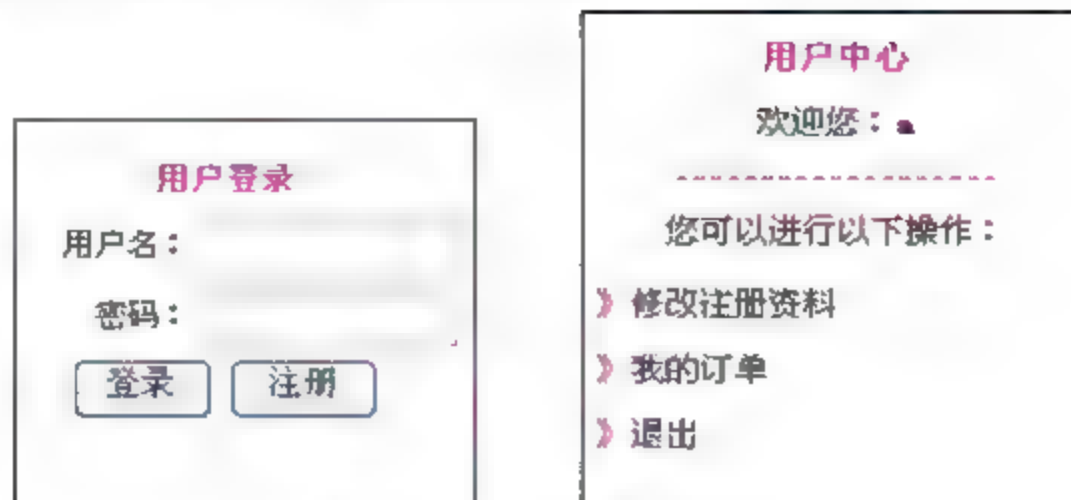 用户登录
用户名：
密码：
登录 注册
用户中心
欢迎您：a
您可以进行以下操作：
》修改注册资料
》我的订单
》退出